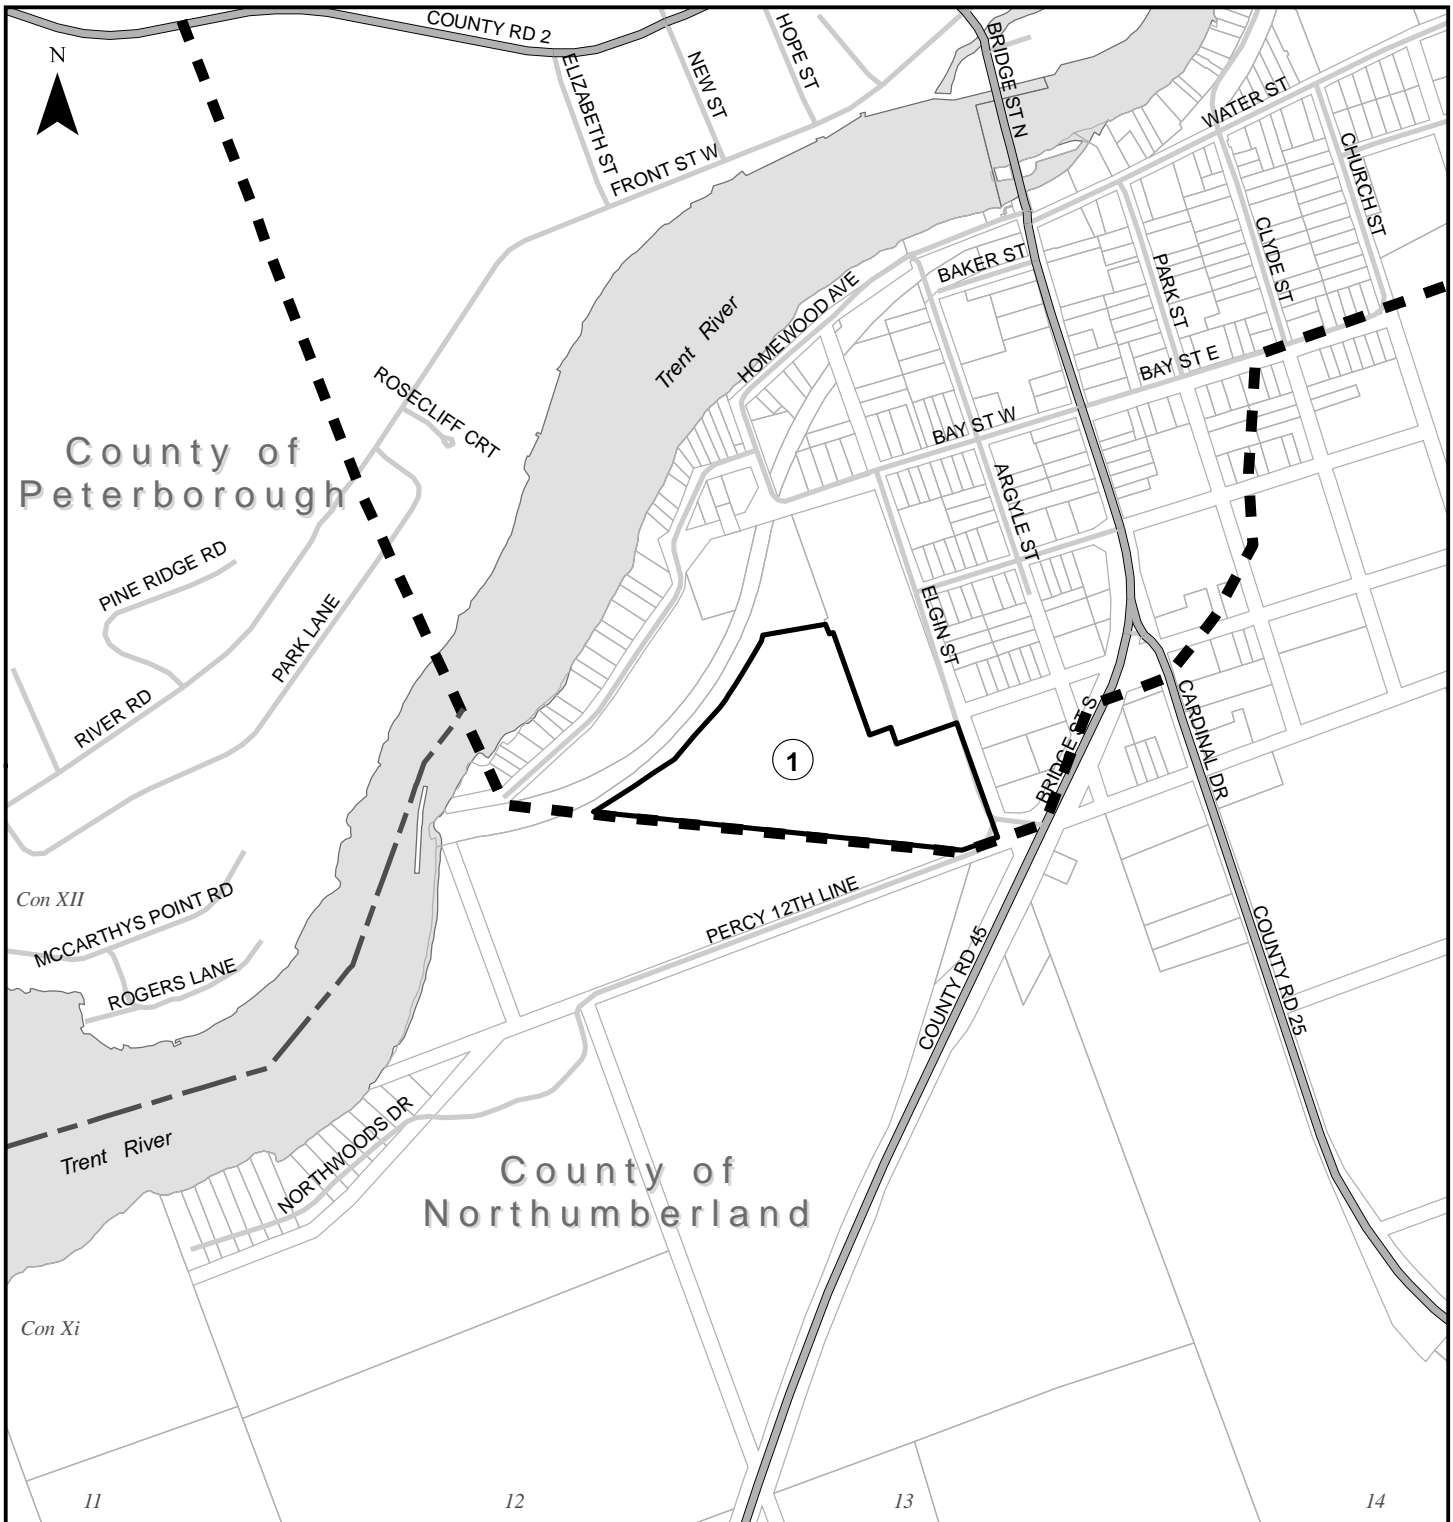 COUNTY RD 2
N
ELIZABETH ST
NEW ST
HOPE ST
BRIDGE ST N
WATER ST
CHURCH ST
FRONT ST W
CLYDE ST
PARK ST
BAKER ST
HOMEWOOD AVE
Trent River
BAY ST E
BAY ST W
ROSECLIFF CRT
County of
Peterborough
ARGYLE ST
PINE RIDGE RD
PARK LANE
ELGIN ST
RIVER RD
BRIDGE ST S
CARDINAL DR
1
Con XII
MCCARTHYS POINT RD
PERCY 12TH LINE
ROGERS LANE
COUNTY RD 45
COUNTY RD 25
Trent River
NORTHWOODS DR
County of
Northumberland
Con Xi
11
12
13
14